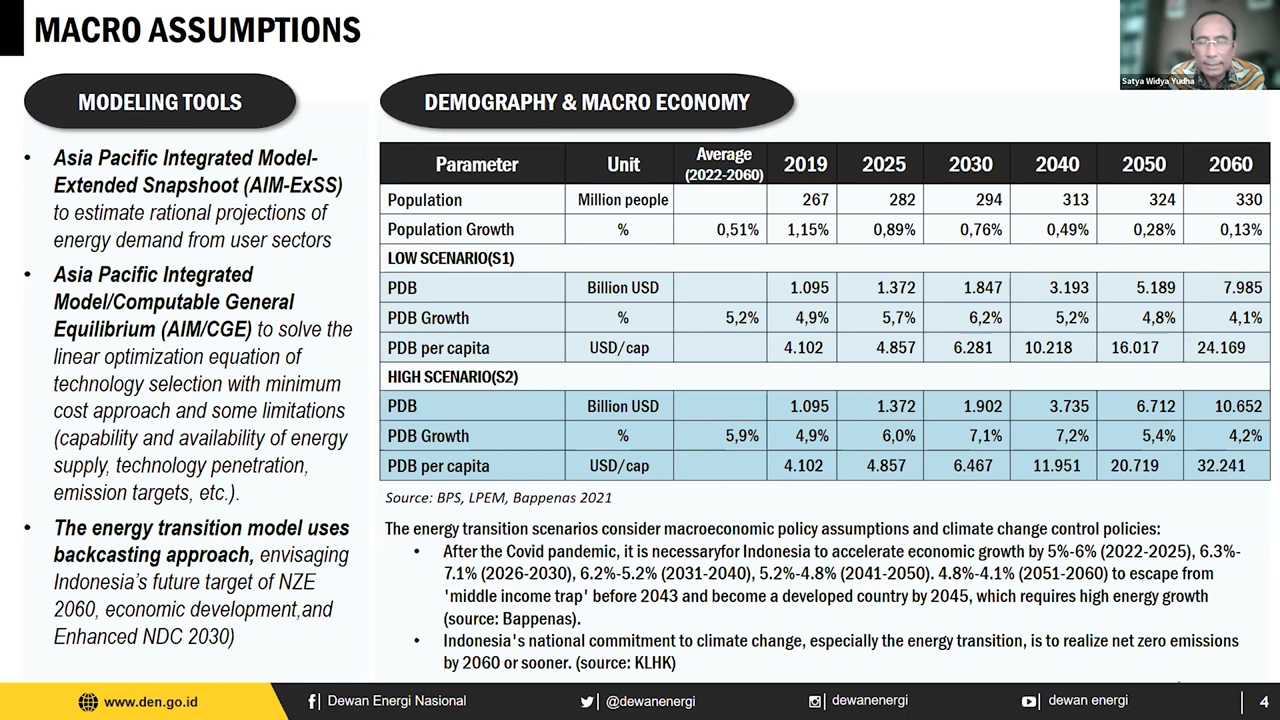 MACRO ASSUMPTIONS
Satya Widya Yudha
MODELING TOOLS
• Asia Pacific Integrated Model-
Extended Snapshoot (AIM-ExSS)
to estimate rational projections of
energy demand from user sectors
• Asia Pacific Integrated
Model/Computable General
Equilibrium (AIM/CGE) to solve the
linear optimization equation of
technology selection with minimum
cost approach and some limitations
(capability and availability of energy
supply, technology penetration,
emission targets, etc.).
• The energy transition model uses
backcasting approach, envisaging
Indonesia's future target of NZE
2060, economic development,and
Enhanced NDC 2030)
DEMOGRAPHY & MACRO ECONOMY
Parameter Unit Average (2022-2060) 2019 2025 2030 2040 2050 2060
Population Million people 267 282 294 313 324 330
Population Growth % 0,51% 1,15% 0,89% 0,76% 0,49% 0,28% 0,13%
LOW SCENARIO(S1)
PDB Billion USD 1.095 1.372 1.847 3.193 5.189 7.985
PDB Growth % 5,2% 4,9% 5,7% 6,2% 5,2% 4,8% 4,1%
PDB per capita USD/cap 4.102 4.857 6.281 10.218 16.017 24.169
HIGH SCENARIO(S2)
PDB Billion USD 1.095 1.372 1.902 3.735 6.712 10.652
PDB Growth % 5,9% 4,9% 6,0% 7,1% 7,2% 5,4% 4,2%
PDB per capita USD/cap 4.102 4.857 6.467 11.951 20.719 32.241
Source: BPS, LPEM, Bappenas 2021
The energy transition scenarios consider macroeconomic policy assumptions and climate change control policies:
• After the Covid pandemic, it is necessaryfor Indonesia to accelerate economic growth by 5%-6% (2022-2025), 6.3%-
7.1% (2026-2030), 6.2%-5.2% (2031-2040), 5.2%-4.8% (2041-2050). 4.8%-4.1% (2051-2060) to escape from
'middle income trap' before 2043 and become a developed country by 2045, which requires high energy growth
(source: Bappenas).
• Indonesia's national commitment to climate change, especially the energy transition, is to realize net zero emissions
by 2060 or sooner. (source: KLHK)
www.den.go.id Dewan Energi Nasional @dewanenergi dewanenergi dewan energi 4